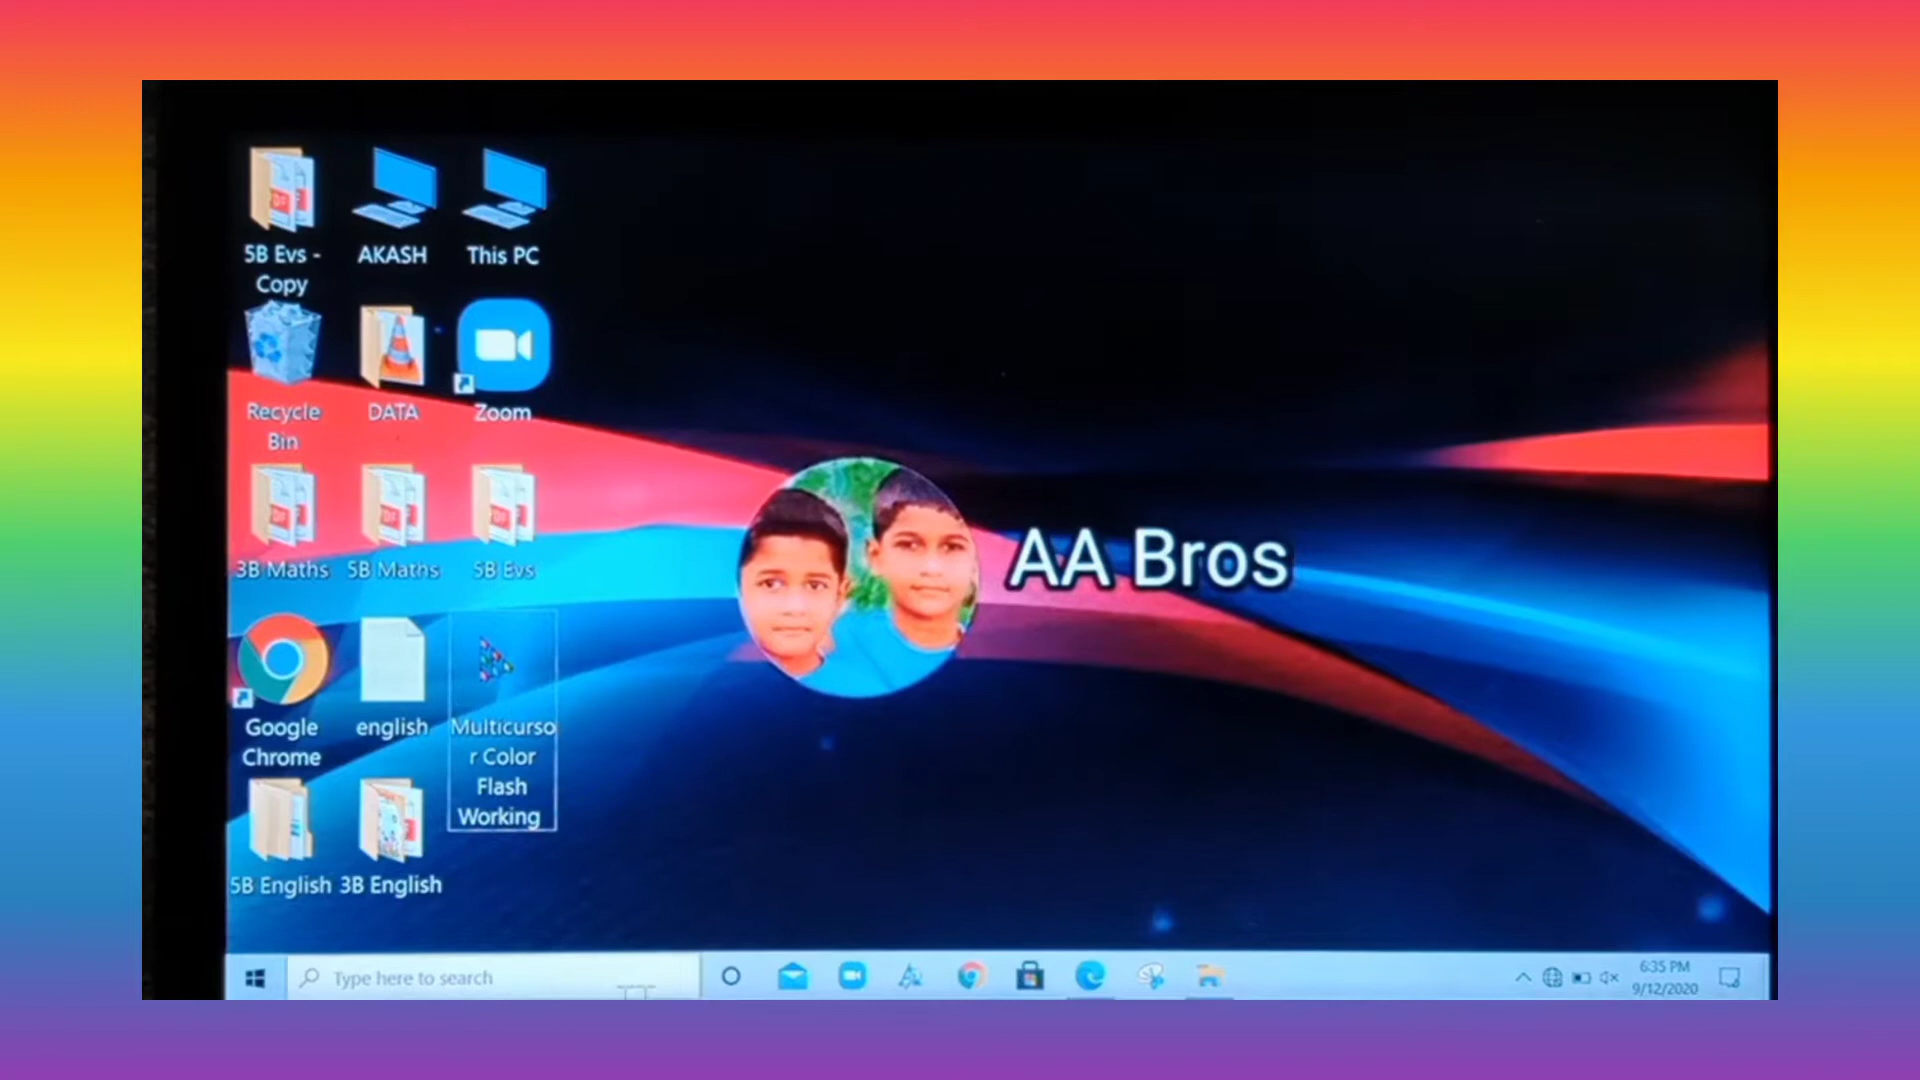 5B Evs -
Copy
AKASH
This PC
Recycle
Bin
DATA
Zoom
3B Maths
5B Maths
5B Evs
Google
Chrome
english
Multicurso
r Color
Flash
Working
5B English
3B English
AA Bros
Type here to search
6:35 PM
9/12/2020